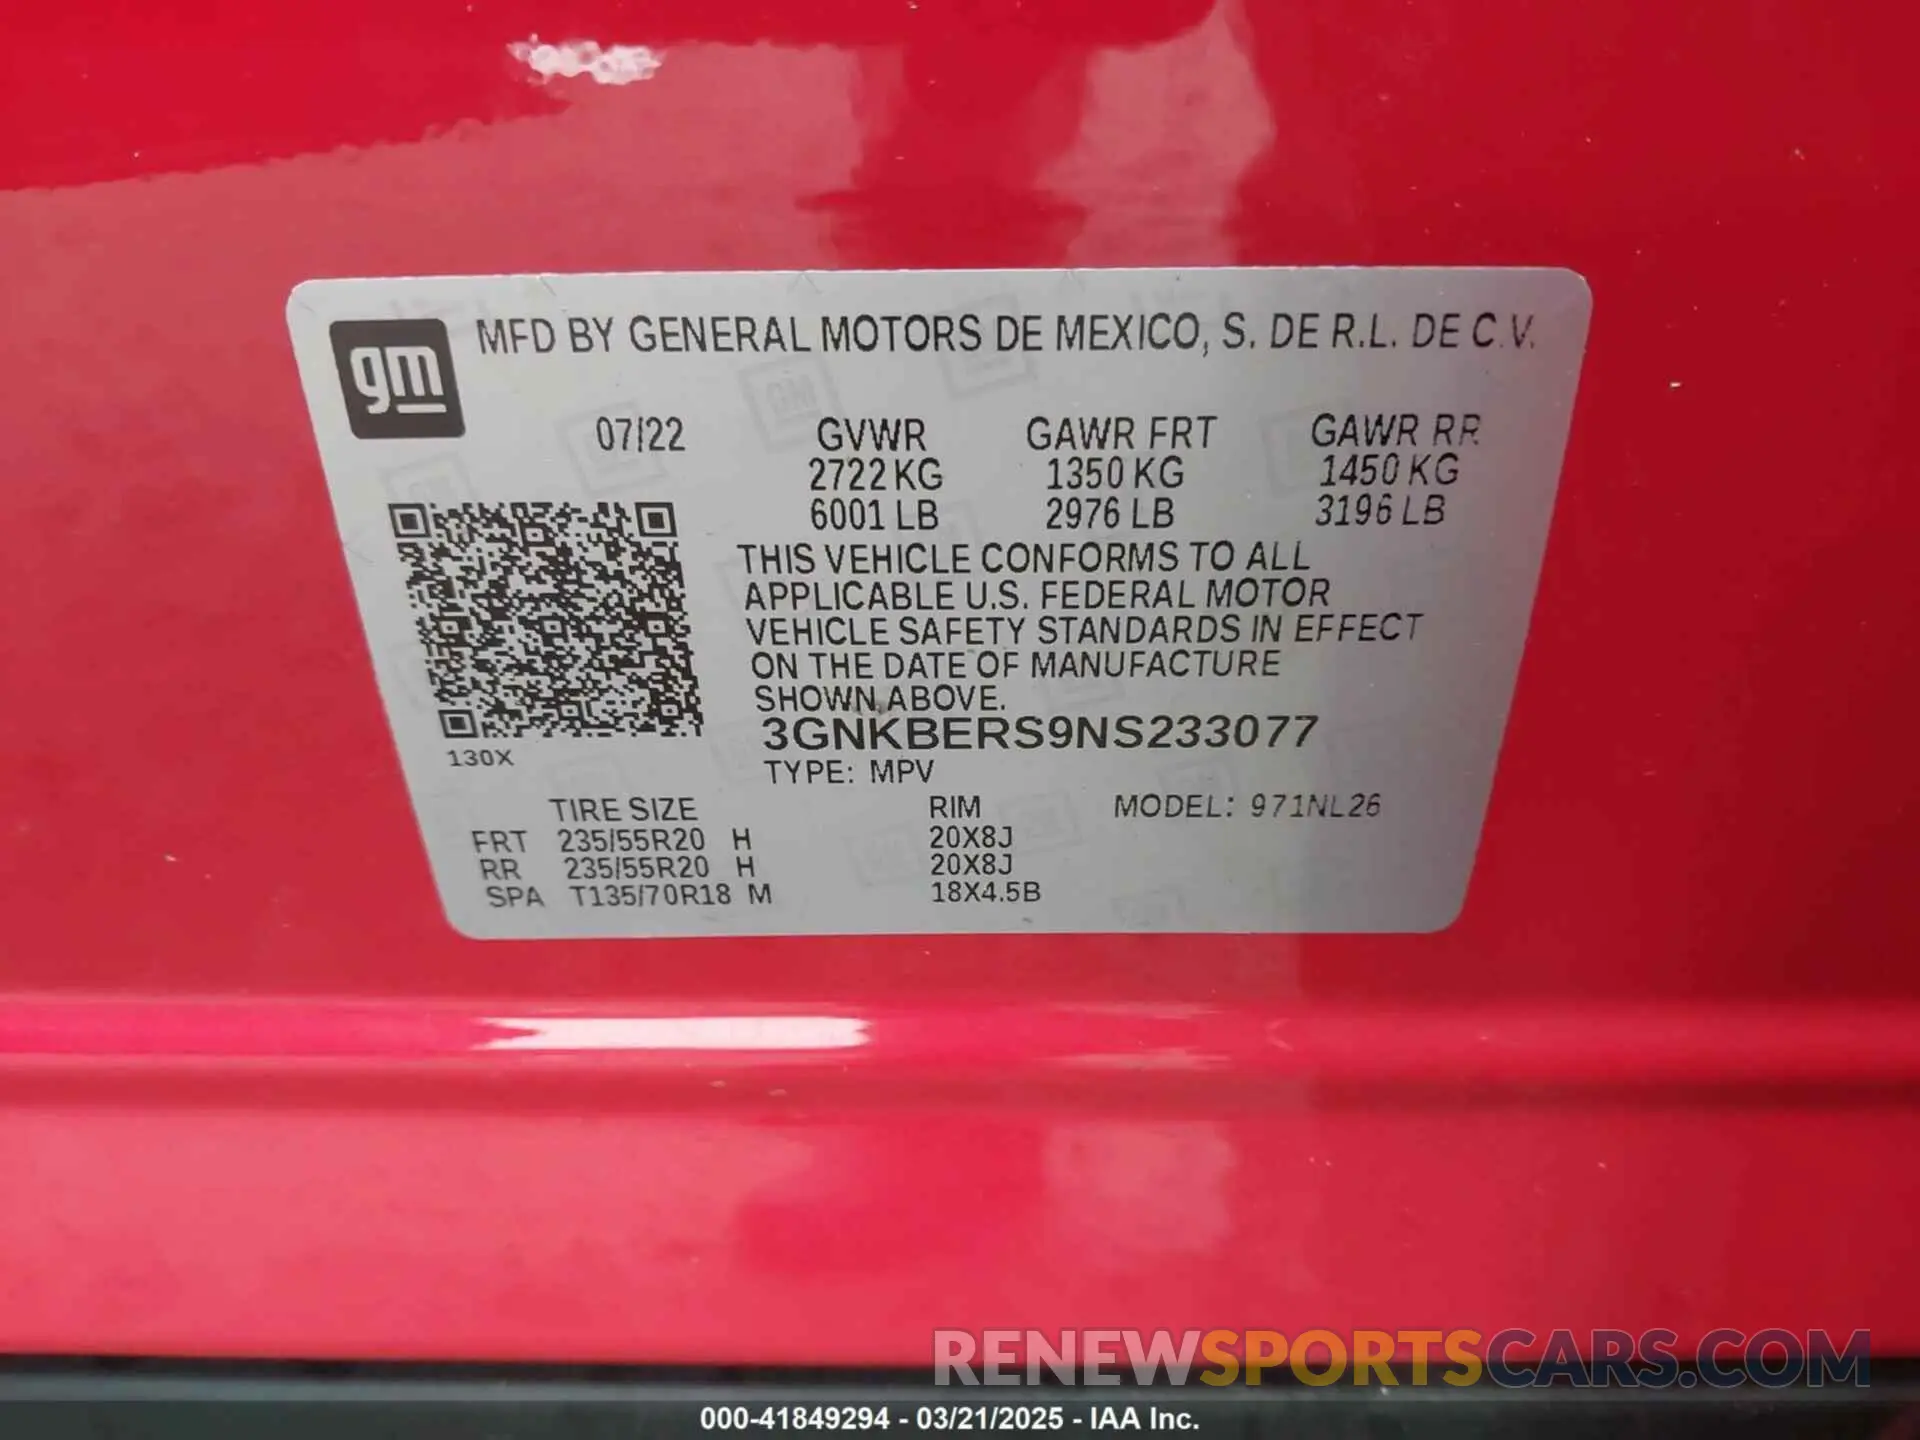 gm
MFD BY GENERAL MOTORS DE MEXICO, S. DE R.L. DE C.V.
07/22 GVWR GAWR FRT GAWR RR
2722 KG 1350 KG 1450 KG
6001 LB 2976 LB 3196 LB
THIS VEHICLE CONFORMS TO ALL
APPLICABLE U.S. FEDERAL MOTOR
VEHICLE SAFETY STANDARDS IN EFFECT
ON THE DATE OF MANUFACTURE
SHOWN ABOVE.
3GNKBERS9NS233077
130X
TYPE: MPV
TIRE SIZE RIM MODEL: 971NL26
FRT 235/55R20 H 20X8J
RR 235/55R20 H 20X8J
SPA T135/70R18 M 18X4.5B
RENEWSPORTSCARS.COM
000-41849294 - 03/21/2025 - IAA Inc.